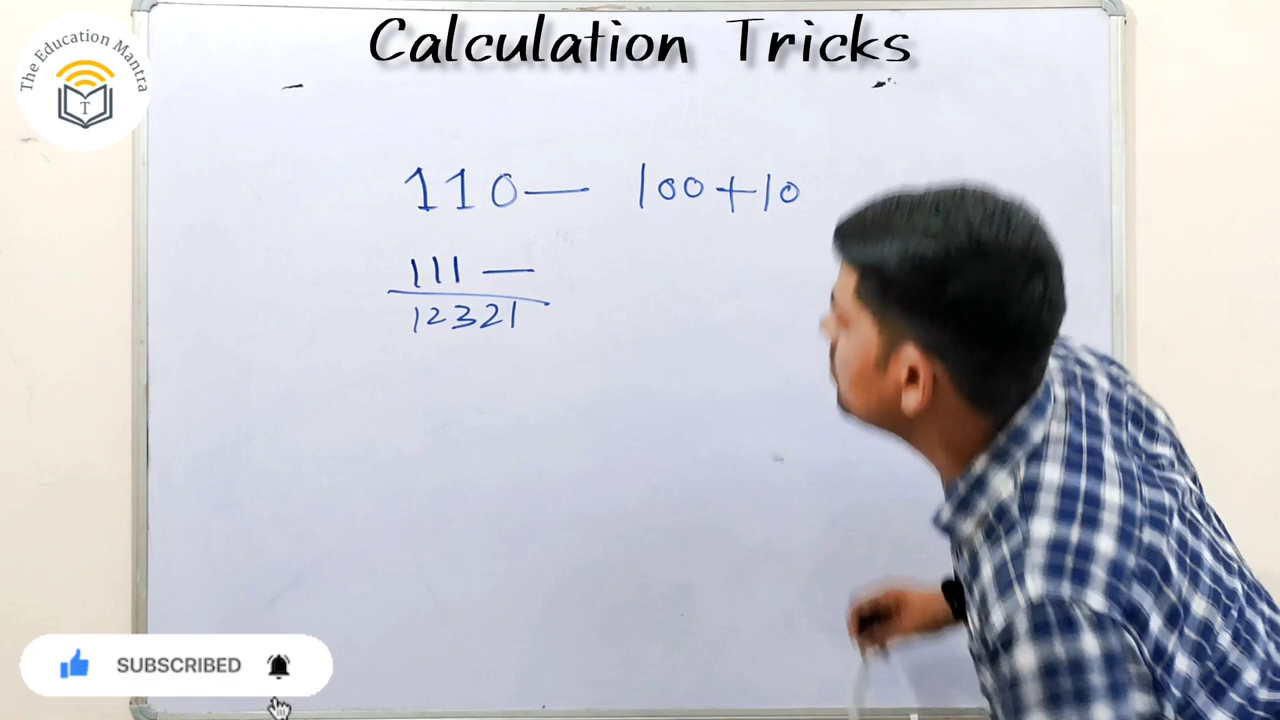 Calculation Tricks
The Education Mantra
T
110— 100+10
111 —
12321
SUBSCRIBED